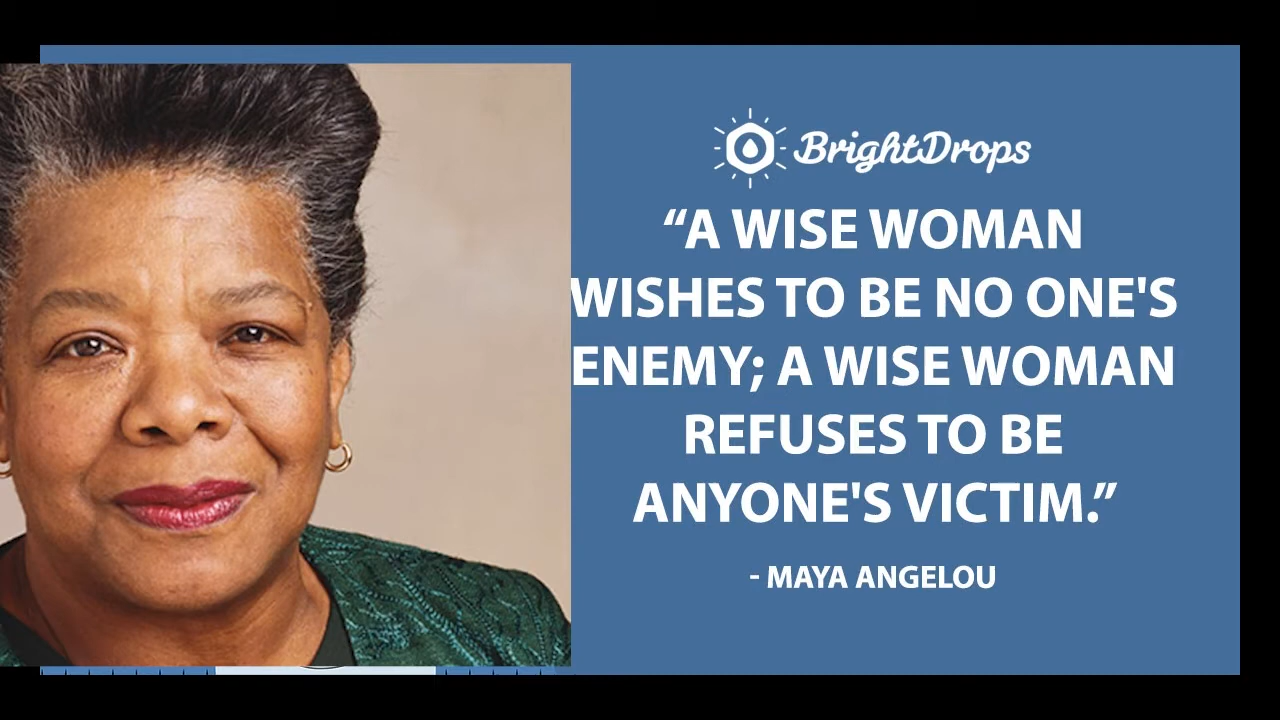 BrightDrops
“A WISE WOMAN
WISHES TO BE NO ONE'S
ENEMY; A WISE WOMAN
REFUSES TO BE
ANYONE'S VICTIM.”
- MAYA ANGELOU